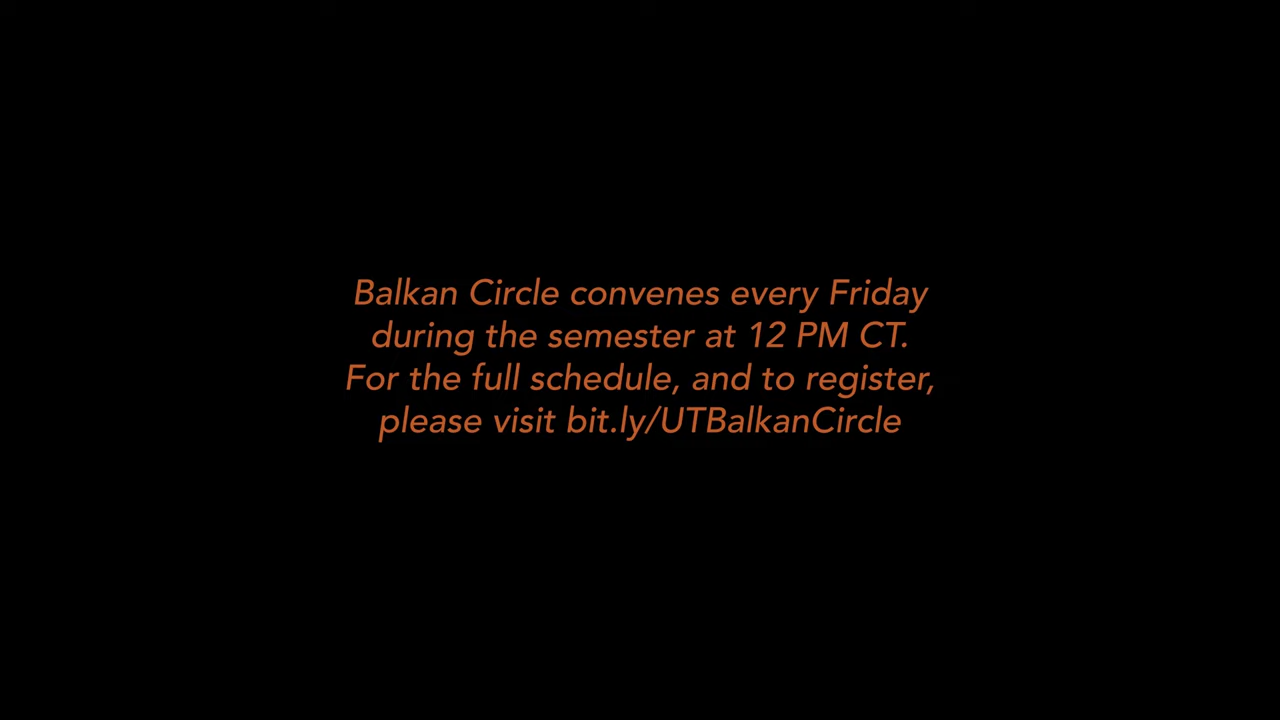 Balkan Circle convenes every Friday
during the semester at 12 PM CT.
For the full schedule, and to register,
please visit bit.ly/UTBalkanCircle